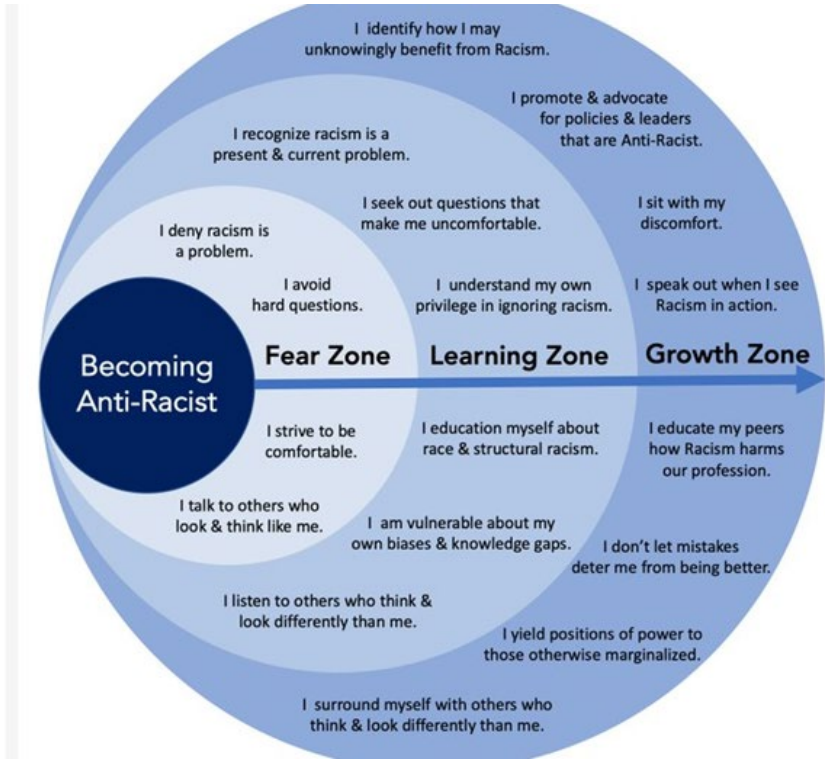 I identify how I may
unknowingly benefit from Racism.
I promote & advocate
for policies & leaders
that are Anti-Racist.
I recognize racism is a
present & current problem.
I seek out questions that
make me uncomfortable.
I sit with my
discomfort.
I deny racism is
a problem.
I avoid
hard questions.
I understand my own
privilege in ignoring racism.
I speak out when I see
Racism in action.
Becoming
Anti-Racist
Fear Zone
Learning Zone
Growth Zone
I strive to be
comfortable.
I education myself about
race & structural racism.
I educate my peers
how Racism harms
our profession.
I talk to others who
look & think like me.
I am vulnerable about my
own biases & knowledge gaps.
I don't let mistakes
deter me from being better.
I listen to others who think &
look differently than me.
I yield positions of power to
those otherwise marginalized.
I surround myself with others who
think & look differently than me.